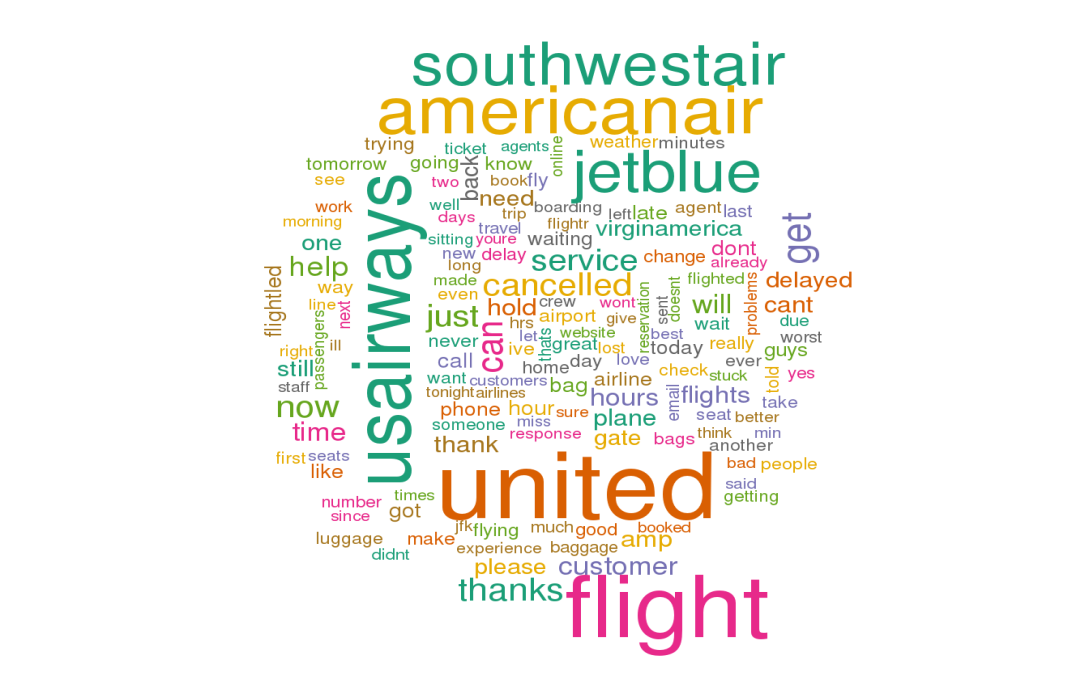 southwestair
americanair
trying
ticket
agents
online
weather
minutes
tomorrow
going
back
know
jetblue
see
two
book
fly
need
work
well
days
trip
boarding
left
late
agent
last
get
morning
usairways
travel
flightr
virginamerica
one
sitting
youre
waiting
dont
new
delay
service
change
already
help
long
flightled
way
made
even
cancelled
flighted
problems
delayed
line
next
just
can
hold
crew
wont
reservation
sent
doesnt
will
cant
passengers
hrs
airport
give
wait
due
never
let
thats
website
best
worst
right
ill
ive
great
lost
today
really
guys
still
call
home
day
love
check
ever
told
yes
staff
want
customers
bag
airline
stuck
now
tonight
airlines
hours
email
flights
take
phone
hour
sure
seat
better
time
someone
miss
plane
think
min
thank
response
gate
bags
another
first
seats
like
united
bad
people
said
getting
number
times
since
got
jfk
flying
much
good
booked
luggage
make
amp
didnt
experience
baggage
please
customer
thanks
flight